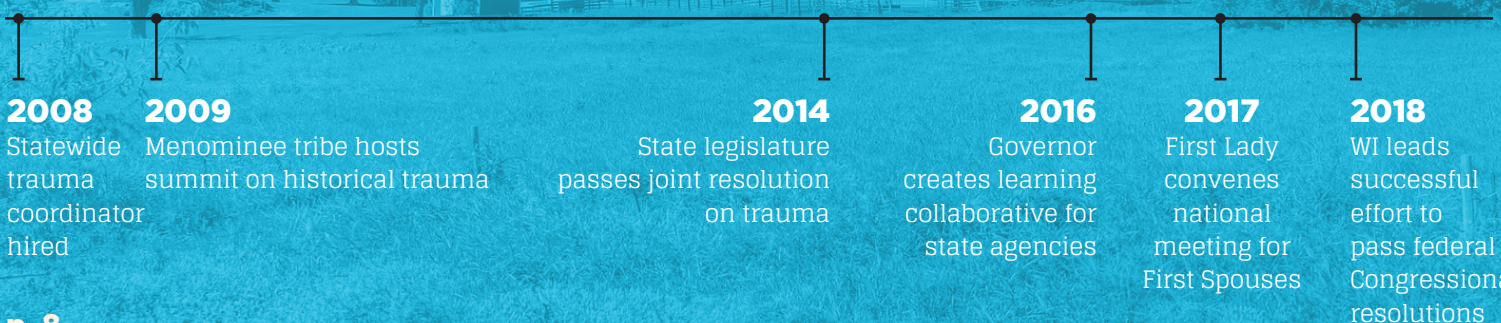 2008
Statewide
trauma
coordinator
hired
2009
Menominee tribe hosts
summit on historical trauma
2014
State legislature
passes joint resolution
on trauma
2016
Governor
creates learning
collaborative for
state agencies
2017
First Lady
convenes
national
meeting for
First Spouses
2018
WI leads
successful
effort to
pass federal
Congressiona
resolutions